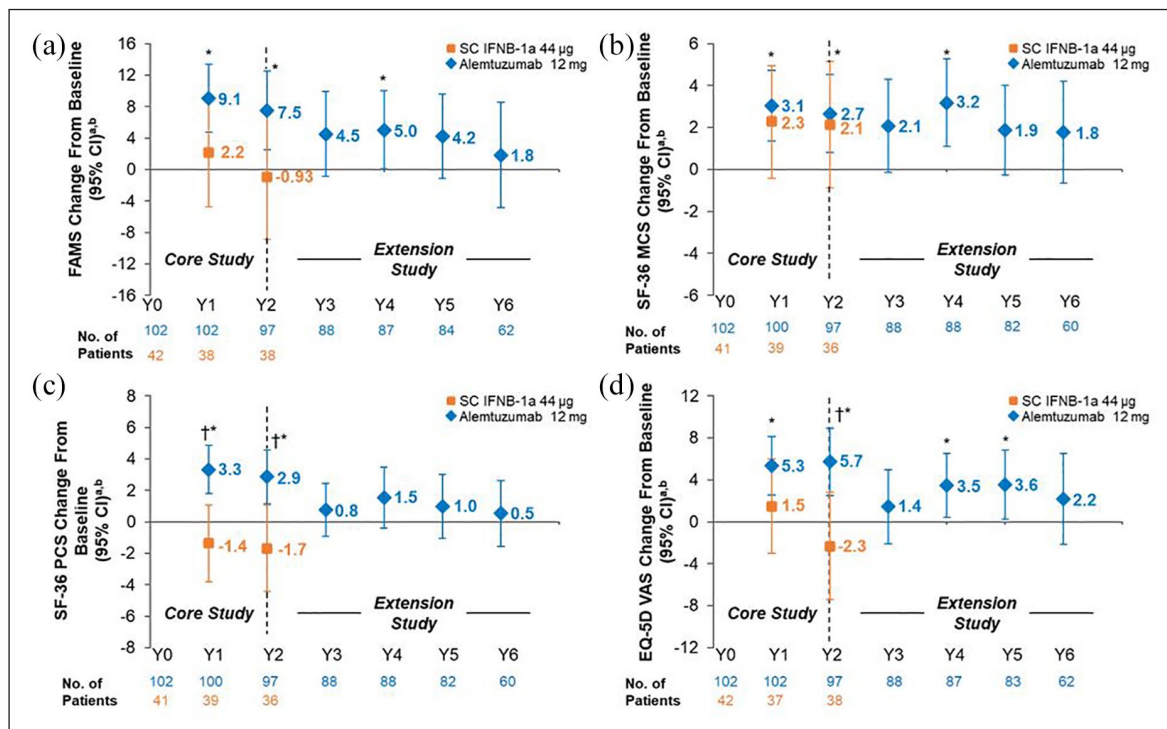 (a)
16
12
8
4
0
-4
-8
-12
-16
FAMS Change From Baseline
(95% CI)a,b
SC IFNB-1a 44 µg
Alemtuzumab 12 mg
*
*
*
9.1
7.5
4.5
5.0
4.2
1.8
2.2
-0.93
Core Study
Extension
Study
Y0 Y1 Y2 Y3 Y4 Y5 Y6
102 102 97 88 87 84 62
No. of
Patients
42 38 38
(b)
6
4
2
0
-2
-4
-6
SF-36 MCS Change From Baseline
(95% CI)a,b
SC IFNB-1a 44 µg
Alemtuzumab 12 mg
*
*
*
3.1
2.7
2.1
3.2
1.9
1.8
2.3
2.1
Core Study
Extension
Study
Y0 Y1 Y2 Y3 Y4 Y5 Y6
102 100 97 88 88 82 60
No. of
Patients
41 39 36
(c)
8
6
4
2
0
-2
-4
-6
-8
SF-36 PCS Change From
Baseline
(95% CI)a,b
SC IFNB-1a 44 µg
Alemtuzumab 12 mg
†*
†*
3.3
2.9
0.8
1.5
1.0
0.5
-1.4
-1.7
Core Study
Extension
Study
Y0 Y1 Y2 Y3 Y4 Y5 Y6
102 100 97 88 88 82 60
No. of
Patients
41 39 36
(d)
12
8
4
0
-4
-8
-12
EQ-5D VAS Change From Baseline
(95% CI)a,b
SC IFNB-1a 44 µg
Alemtuzumab 12 mg
*
†*
*
*
5.3
5.7
1.4
3.5
3.6
2.2
1.5
-2.3
Core Study
Extension
Study
Y0 Y1 Y2 Y3 Y4 Y5 Y6
102 102 97 88 87 83 62
No. of
Patients
42 37 38